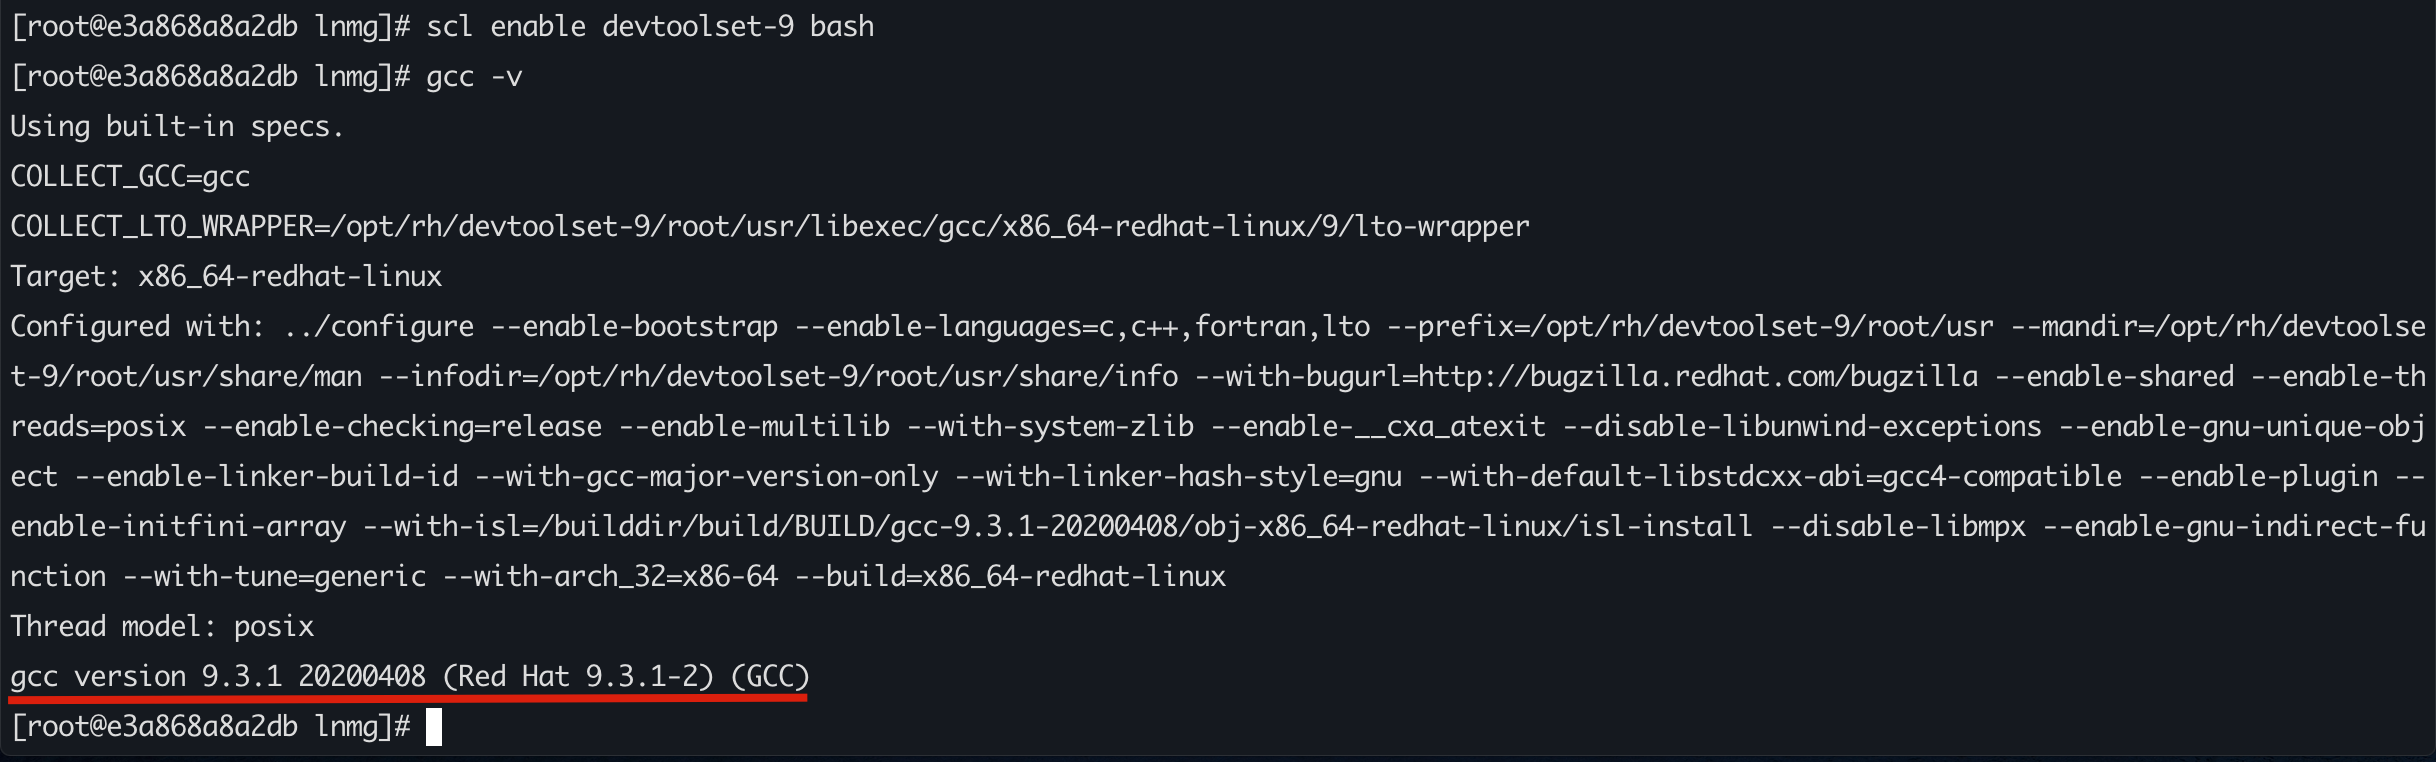 [root@e3a868a8a2db lnmg]# scl enable devtoolset-9 bash
[root@e3a868a8a2db lnmg]# gcc -v
Using built-in specs.
COLLECT_GCC=gcc
COLLECT_LTO_WRAPPER=/opt/rh/devtoolset-9/root/usr/libexec/gcc/x86_64-redhat-linux/9/lto-wrapper
Target: x86_64-redhat-linux
Configured with: ../configure --enable-bootstrap --enable-languages=c,c++,fortran,lto --prefix=/opt/rh/devtoolset-9/root/usr --mandir=/opt/rh/devtoolse
t-9/root/usr/share/man --infodir=/opt/rh/devtoolset-9/root/usr/share/info --with-bugurl=http://bugzilla.redhat.com/bugzilla --enable-shared --enable-th
reads=posix --enable-checking=release --enable-multilib --with-system-zlib --enable-__cxa_atexit --disable-libunwind-exceptions --enable-gnu-unique-obj
ect --enable-linker-build-id --with-gcc-major-version-only --with-linker-hash-style=gnu --with-default-libstdcxx-abi=gcc4-compatible --enable-plugin --
enable-initfini-array --with-isl=/builddir/build/BUILD/gcc-9.3.1-20200408/obj-x86_64-redhat-linux/isl-install --disable-libmpx --enable-gnu-indirect-fu
nction --with-tune=generic --with-arch_32=x86-64 --build=x86_64-redhat-linux
Thread model: posix
gcc version 9.3.1 20200408 (Red Hat 9.3.1-2) (GCC)
[root@e3a868a8a2db lnmg]#